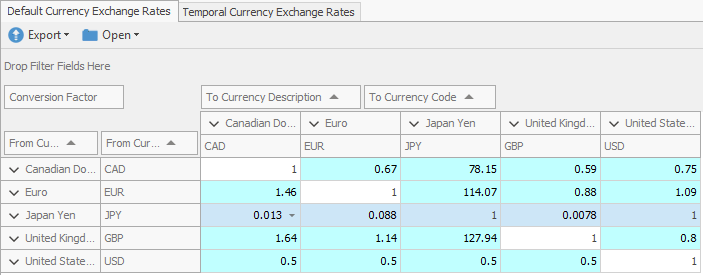 Default Currency Exchange Rates Temporal Currency Exchange Rates
Export Open
Drop Filter Fields Here
Conversion Factor To Currency Description To Currency Code
Canadian Do... Euro Japan Yen United Kingd... United State...
From Cu... From Cur... CAD EUR JPY GBP USD
Canadian Do... CAD 1 0.67 78.15 0.59 0.75
Euro EUR 1.46 1 114.07 0.88 1.09
Japan Yen JPY 0.013 0.088 1 0.0078 1
United Kingd... GBP 1.64 1.14 127.94 1 0.8
United State... USD 0.5 0.5 0.5 0.5 1